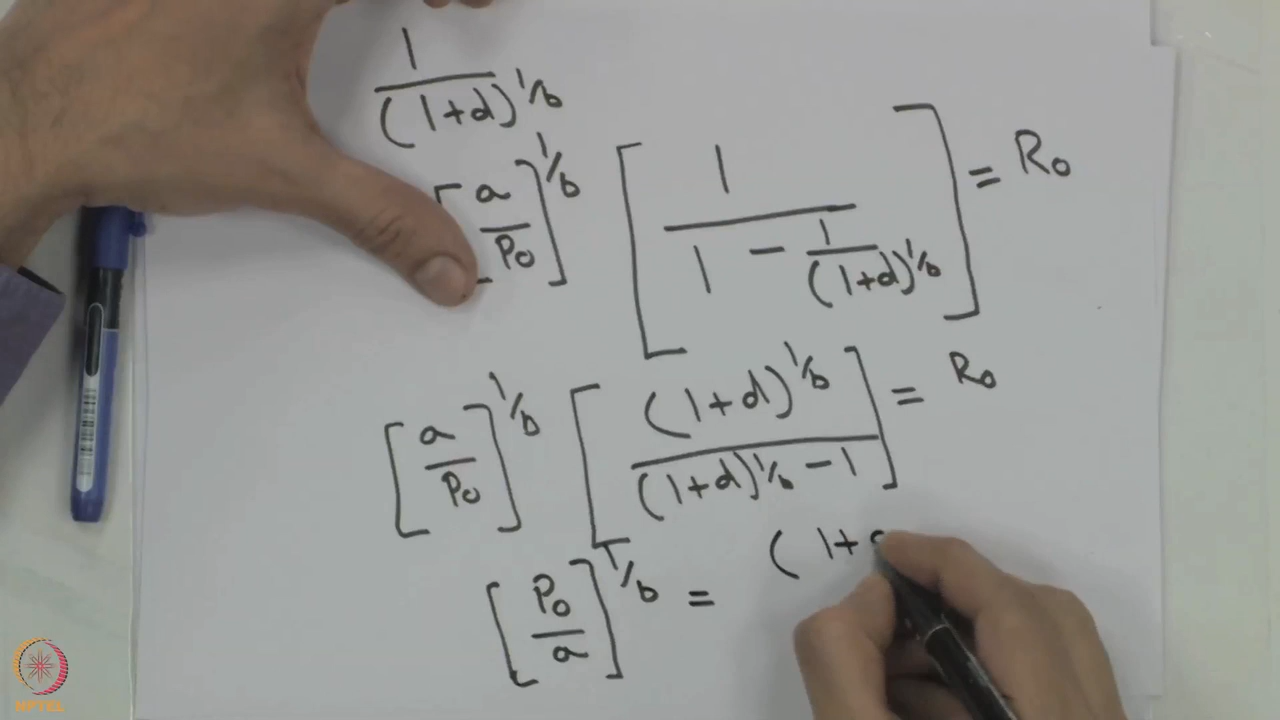 1/(1+d)^1/b
[a/P0]^1/b [1/(1 - 1/(1+d)^1/b)] = R0
[a/P0]^1/b [(1+d)^1/b/((1+d)^1/b - 1)] = R0
[P0/a]^1/b = (1+
NPTEL